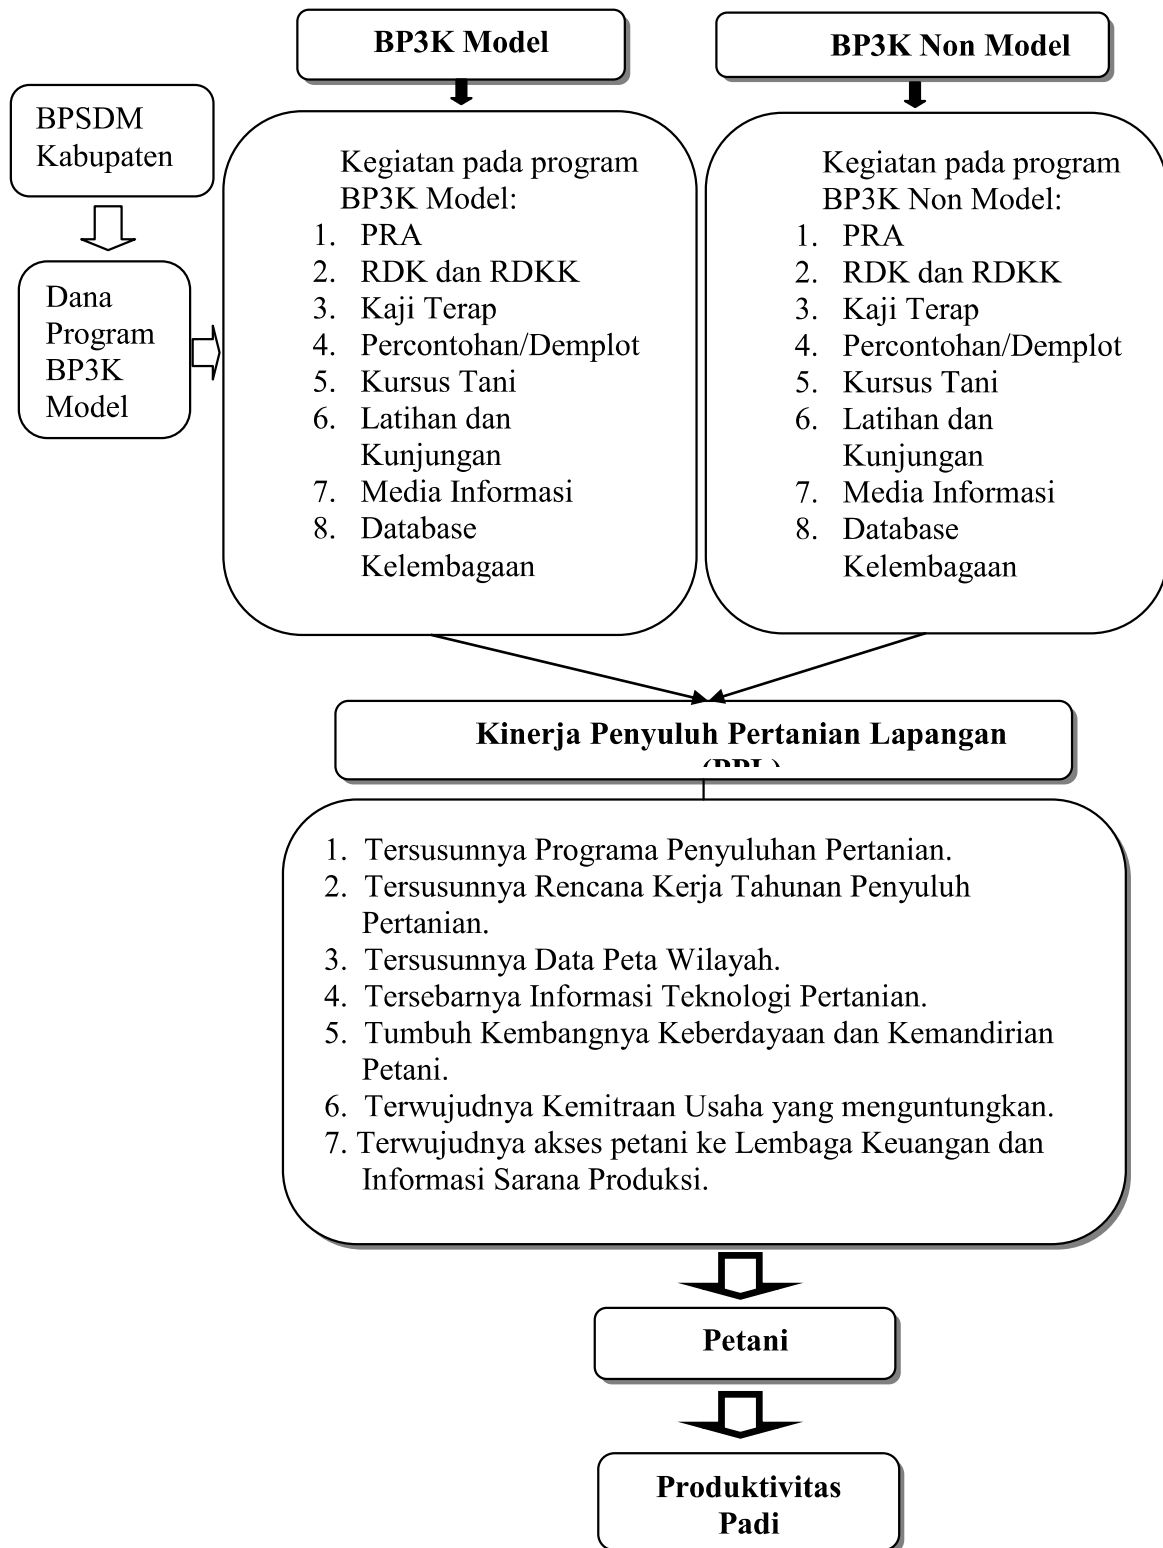 BP3K Model
BP3K Non Model
BPSDM
Kabupaten
Dana
Program
BP3K
Model
Kegiatan pada program
BP3K Model:
1. PRA
2. RDK dan RDKK
3. Kaji Terap
4. Percontohan/Demplot
5. Kursus Tani
6. Latihan dan
Kunjungan
7. Media Informasi
8. Database
Kelembagaan
Kegiatan pada program
BP3K Non Model:
1. PRA
2. RDK dan RDKK
3. Kaji Terap
4. Percontohan/Demplot
5. Kursus Tani
6. Latihan dan
Kunjungan
7. Media Informasi
8. Database
Kelembagaan
Kinerja Penyuluh Pertanian Lapangan
1. Tersusunnya Programa Penyuluhan Pertanian.
2. Tersusunnya Rencana Kerja Tahunan Penyuluh
Pertanian.
3. Tersusunnya Data Peta Wilayah.
4. Tersebarnya Informasi Teknologi Pertanian.
5. Tumbuh Kembangnya Keberdayaan dan Kemandirian
Petani.
6. Terwujudnya Kemitraan Usaha yang menguntungkan.
7. Terwujudnya akses petani ke Lembaga Keuangan dan
Informasi Sarana Produksi.
Petani
Produktivitas
Padi